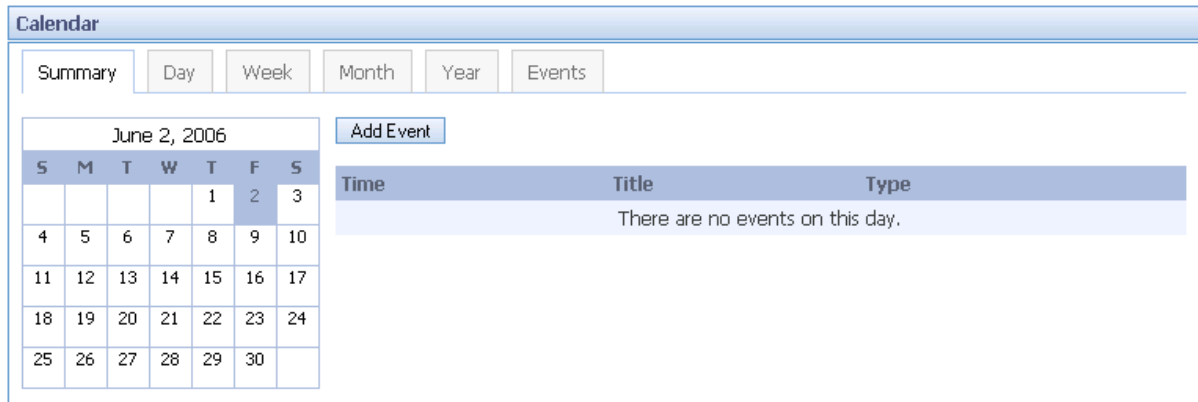 Calendar
Summary Day Week Month Year Events
June 2, 2006
S M T W T F S
1 2 3
4 5 6 7 8 9 10
11 12 13 14 15 16 17
18 19 20 21 22 23 24
25 26 27 28 29 30
Add Event
Time Title Type
There are no events on this day.